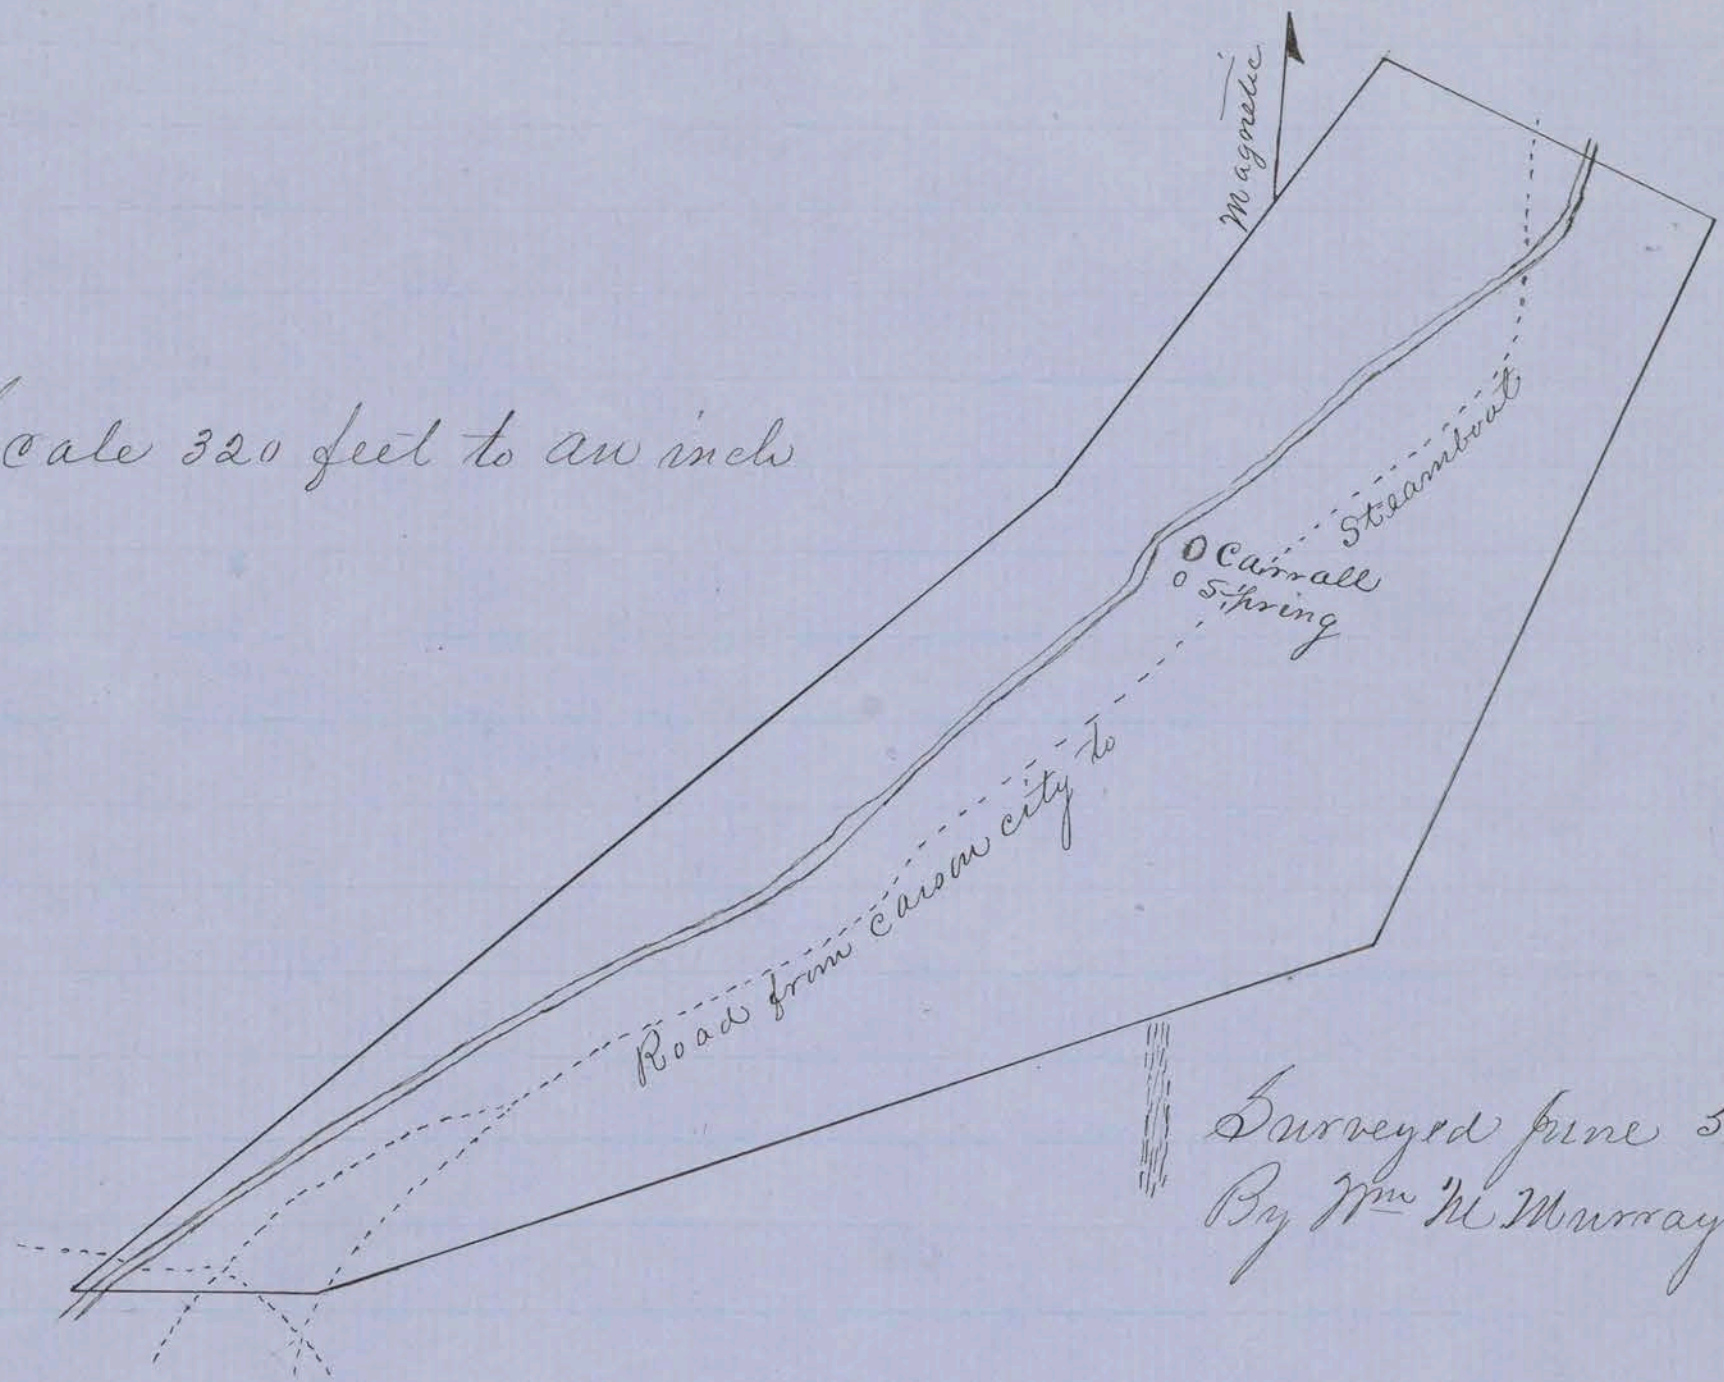 Magnetic
cale 320 feet to an inch
Steamboat
Carrall
Spring
Road from Carson city to
Surveyed June 3
By Wm M Murray